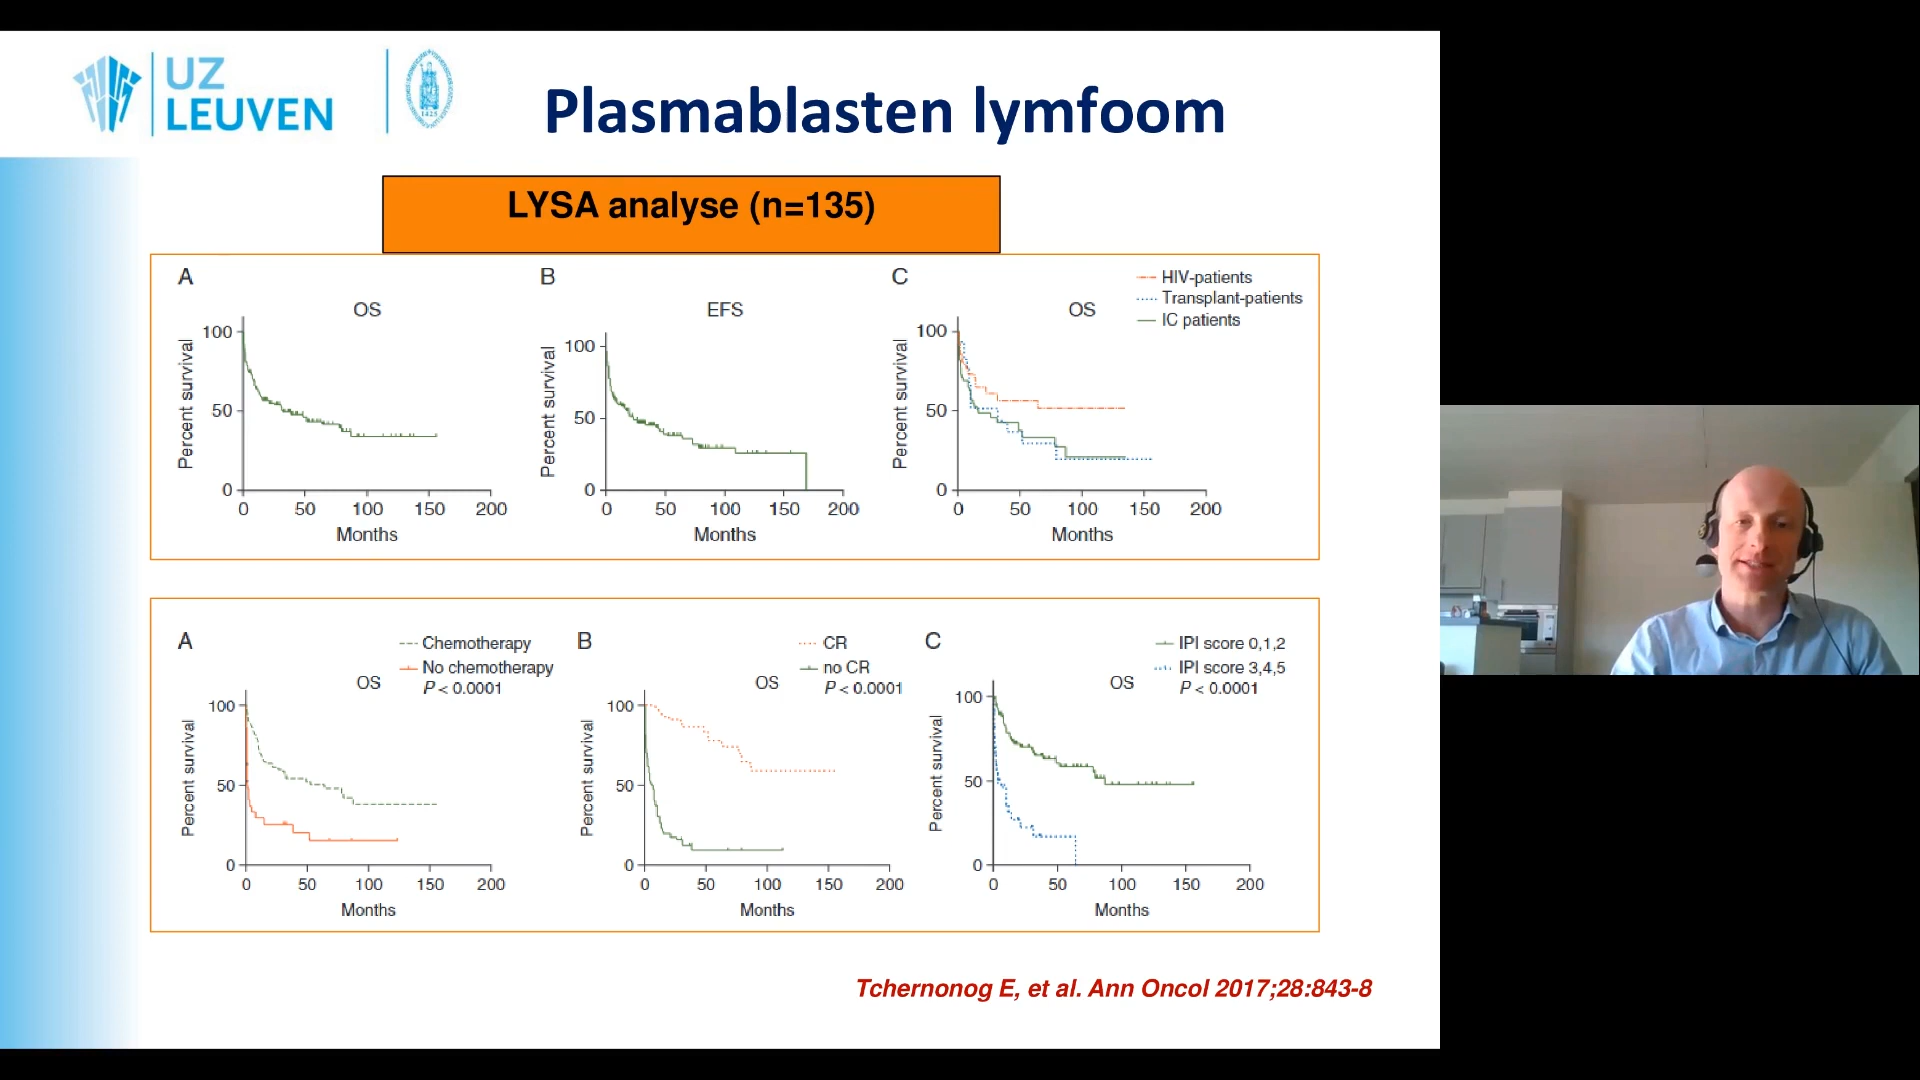 UZ
LEUVEN
1425
Plasmablasten lymfoom
LYSA analyse (n=135)
A
OS
Percent survival
100
50
0
0 50 100 150 200
Months
B
EFS
Percent survival
100
50
0
0 50 100 150 200
Months
C
HIV-patients
Transplant-patients
IC patients
OS
Percent survival
100
50
0
0 50 100 150 200
Months
A
Chemotherapy
No chemotherapy
P < 0.0001
OS
Percent survival
100
50
0
0 50 100 150 200
Months
B
CR
no CR
P < 0.0001
OS
Percent survival
100
50
0
0 50 100 150 200
Months
C
IPI score 0,1,2
IPI score 3,4,5
P < 0.0001
OS
Percent survival
100
50
0
0 50 100 150 200
Months
Tchernonog E, et al. Ann Oncol 2017;28:843-8